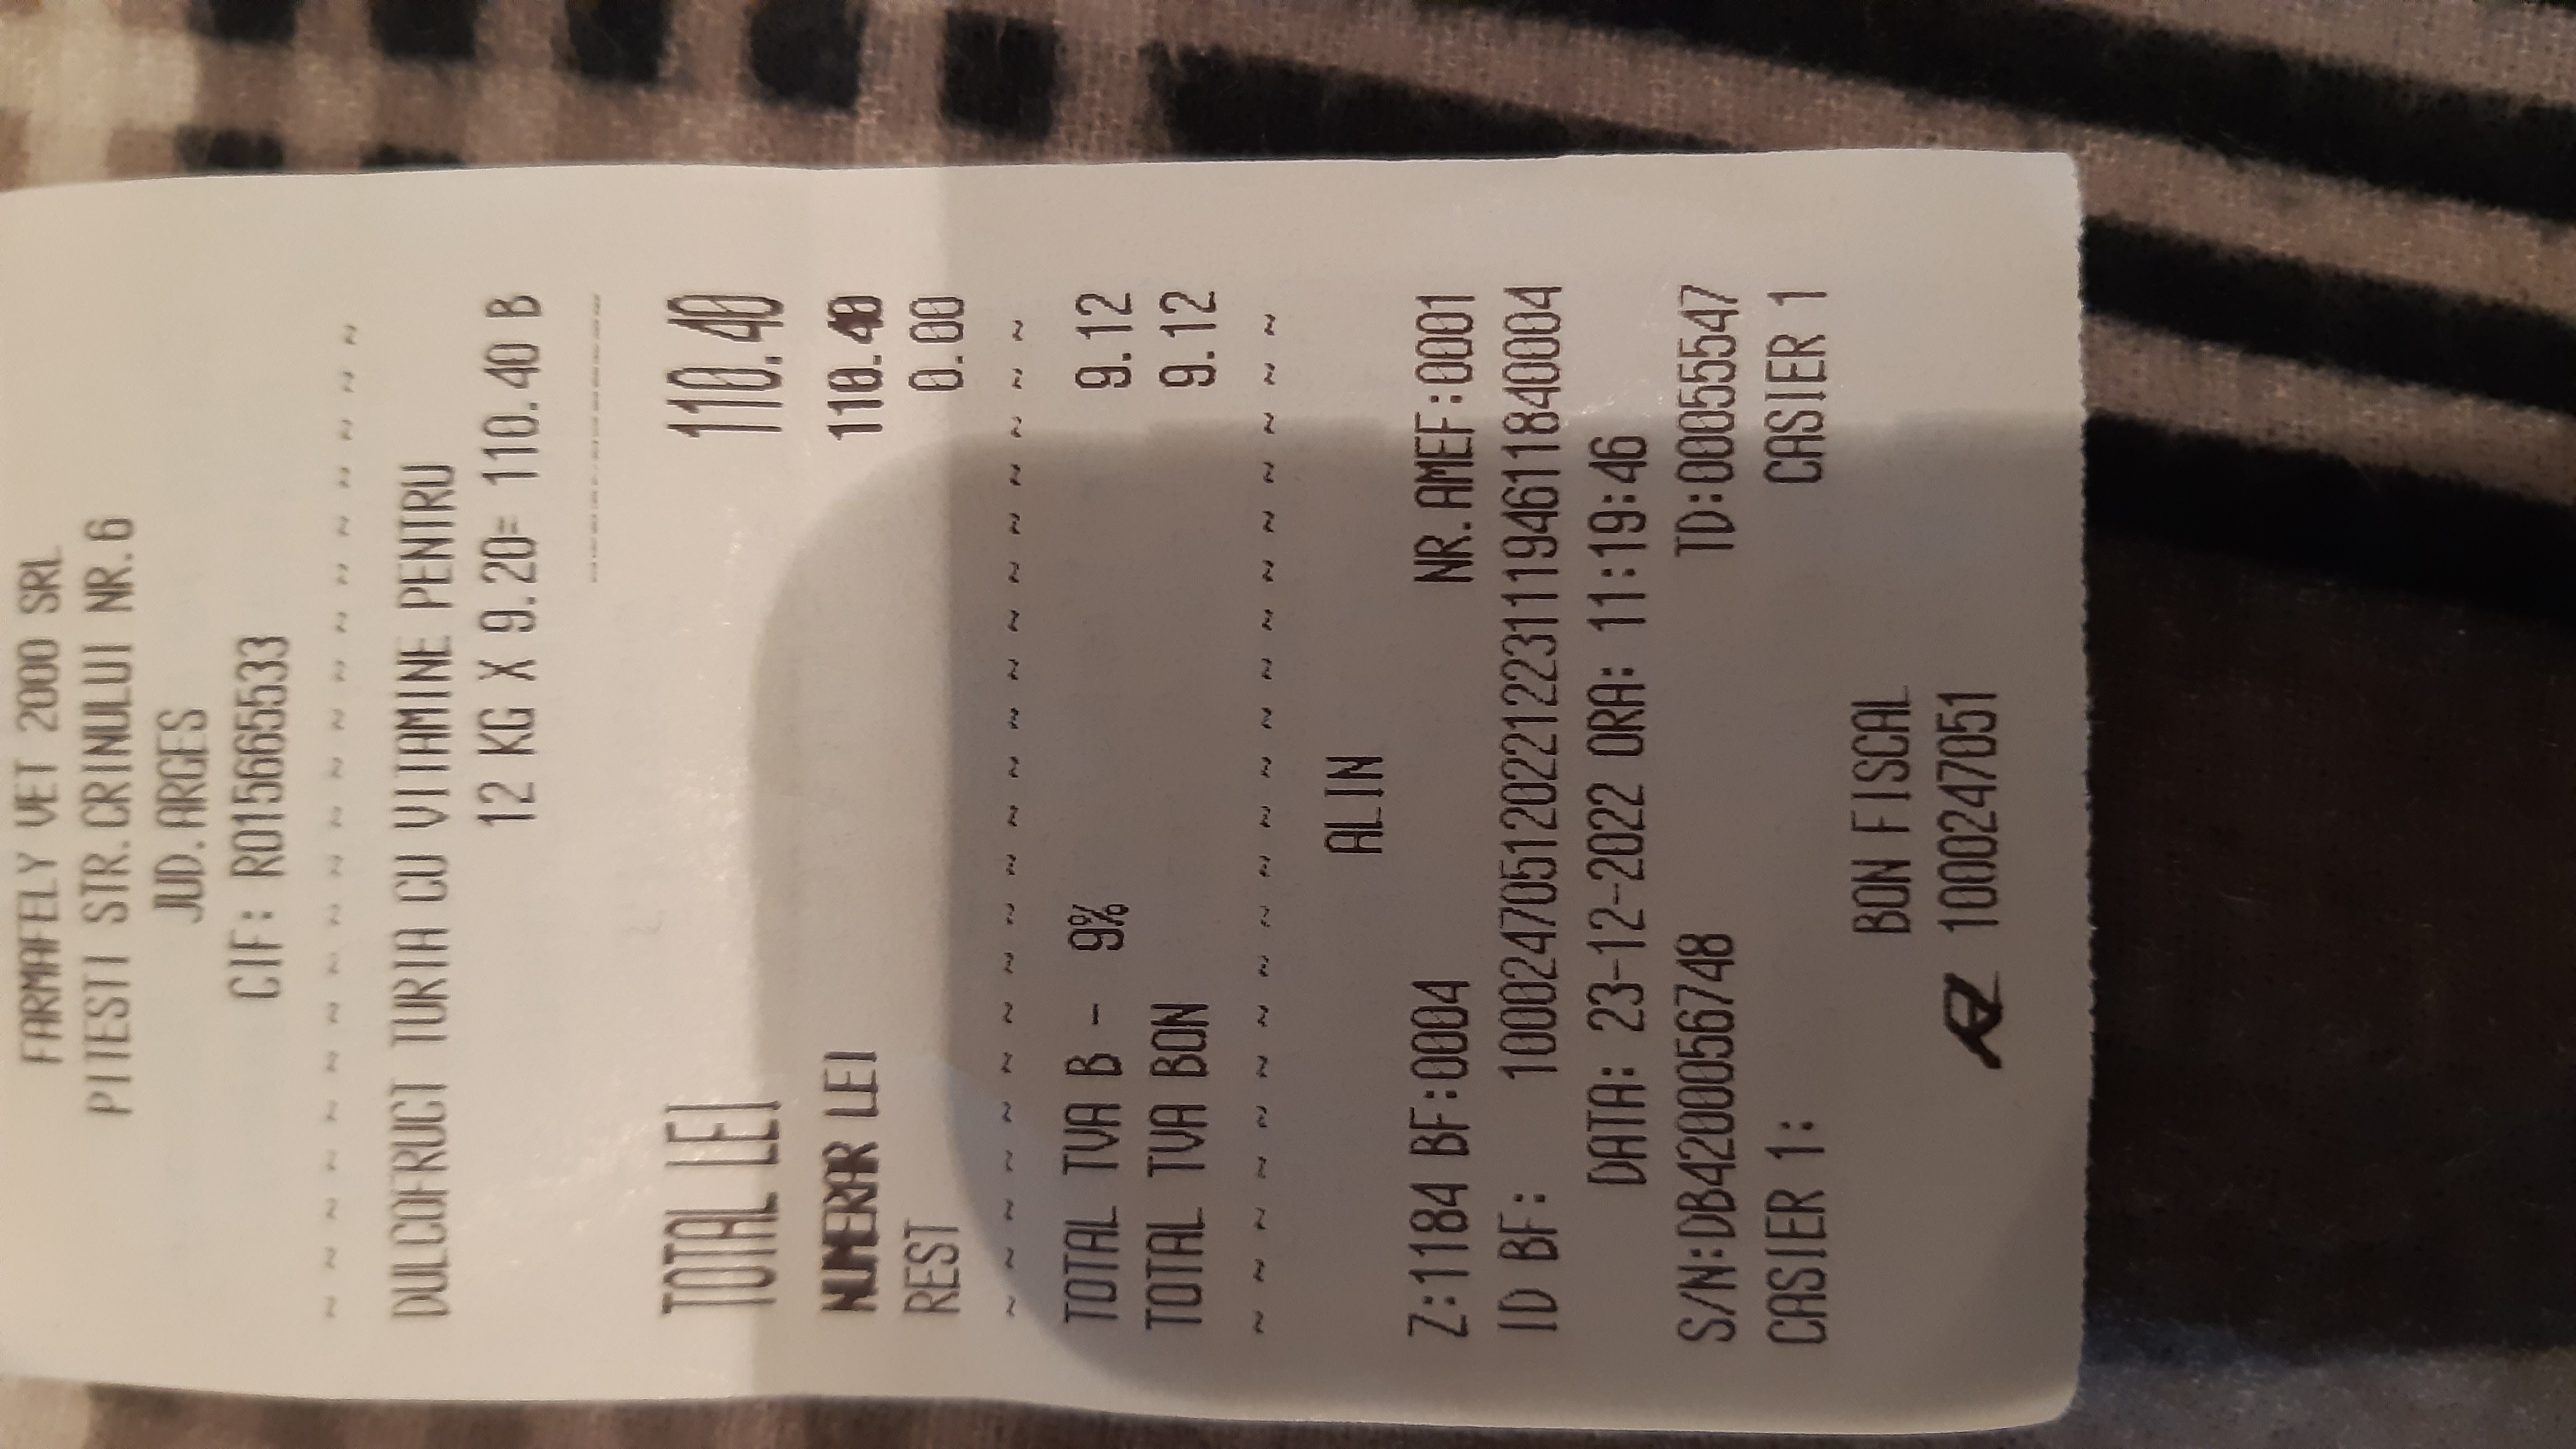 FARMAFELY VET 2000 SRL
PITESTI STR.CRINULUI NR.6
JUD.ARGES
CIF: RO15665533
~ ~ ~ ~ ~ ~ ~ ~ ~ ~ ~ ~ ~ ~ ~ ~ ~ ~ ~ ~ ~
DULCOFRUCT TURTA CU VITAMINE PENTRU
12 KG X 9.20= 110.40 B
TOTAL LEI 110.40
NUMERAR LEI 110.40
REST 0.00
~ ~ ~ ~ ~ ~ ~ ~ ~ ~ ~ ~ ~ ~ ~ ~ ~ ~ ~ ~ ~
TOTAL TVA B - 9% 9.12
TOTAL TVA BON 9.12
~ ~ ~ ~ ~ ~ ~ ~ ~ ~ ~ ~ ~ ~ ~ ~ ~ ~ ~ ~ ~
ALIN
Z:1184 BF:0004 NR.AMEF:0001
ID BF: 10002470512022122311194611840004
DATA: 23-12-2022 ORA: 11:19:46
S/N:DB4200056748 TD:00055547
CASIER 1: CASIER 1
BON FISCAL
1000247051